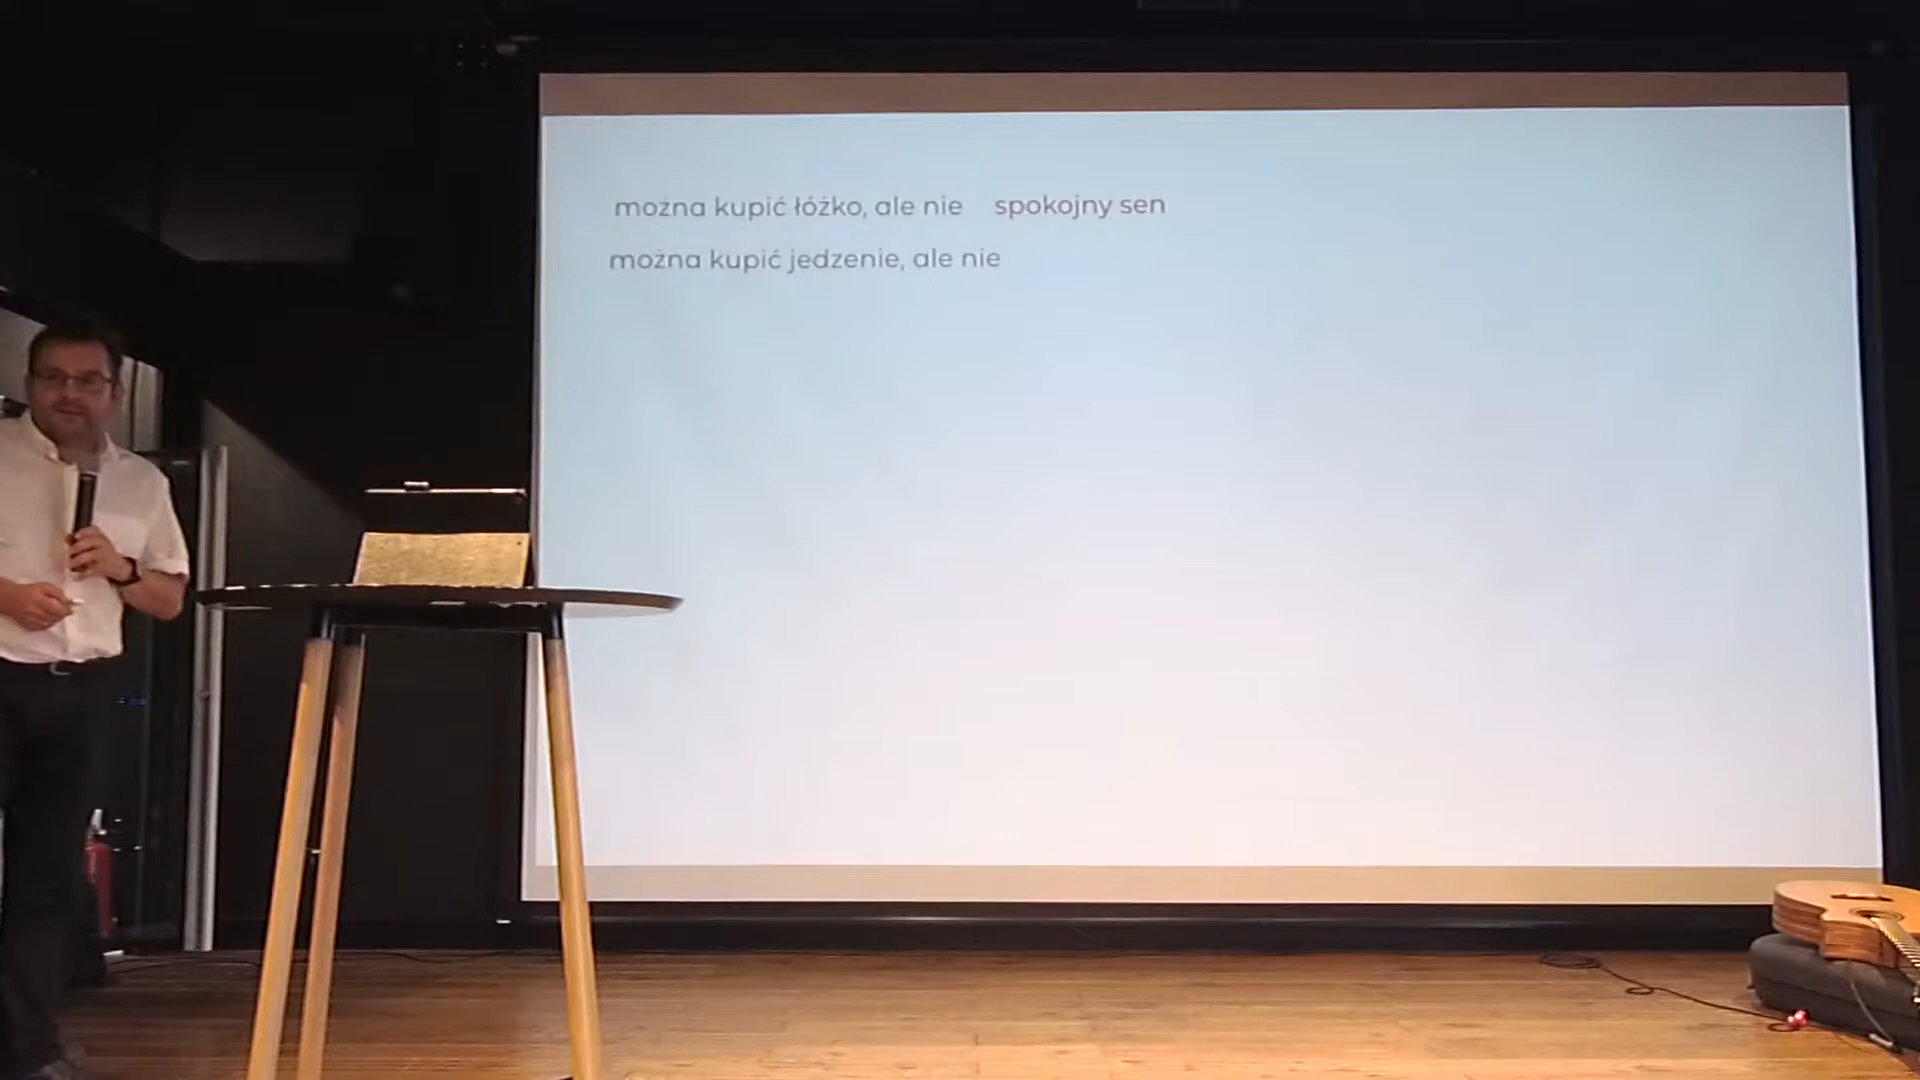 można kupić łóżko, ale nie spokojny sen
można kupić jedzenie, ale nie